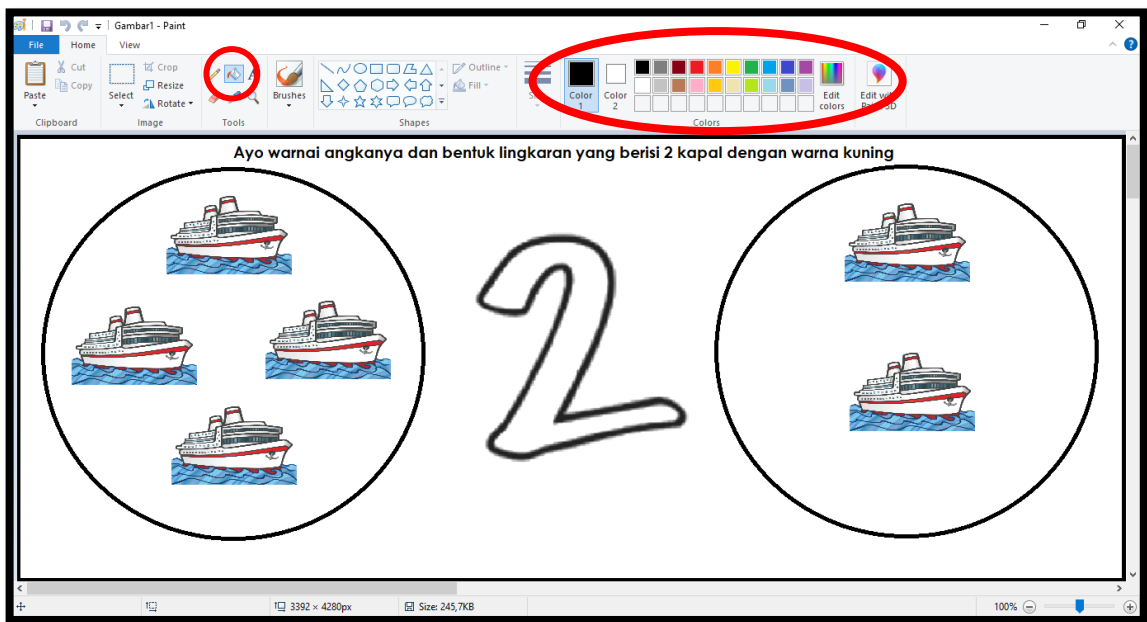 Gambar1 - Paint
File Home View
Paste
Cut
Copy
Clipboard
Select
Crop
Resize
Rotate
Image
Tools
Brushes
Outline
Fill
Shapes
Color 1
Color 2
Edit colors
Colors
Edit with
Ayo warnai angkanya dan bentuk lingkaran yang berisi 2 kapal dengan warna kuning
2
3392 × 4280px
Size: 245,7KB
100%